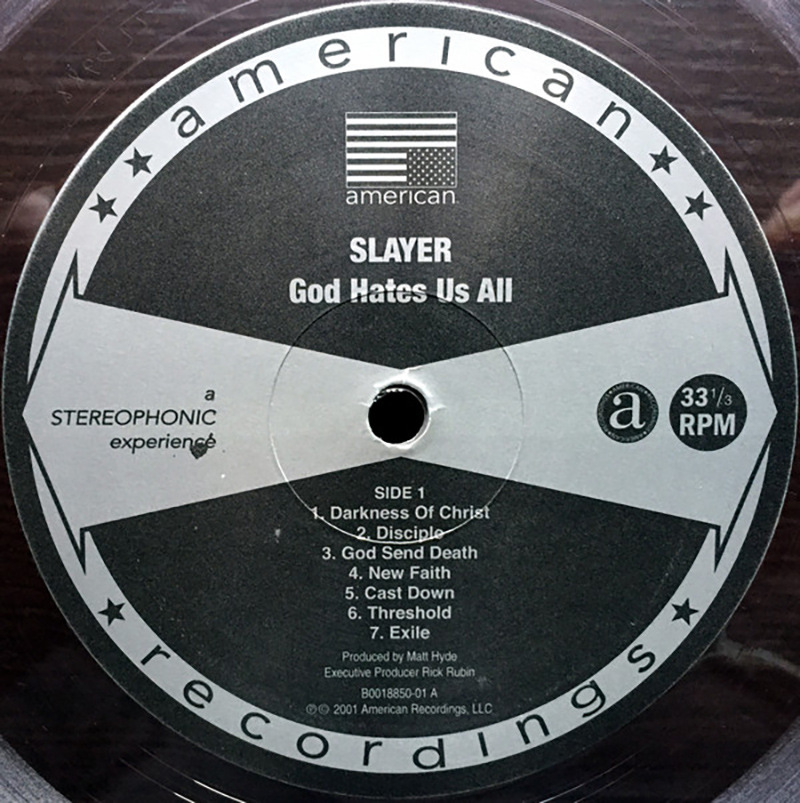 american
american
SLAYER
God Hates Us All
a
STEREOPHONIC
experience
a
33 1/3
RPM
SIDE 1
1. Darkness Of Christ
2. Disciple
3. God Send Death
4. New Faith
5. Cast Down
6. Threshold
7. Exile
Produced by Matt Hyde
Executive Producer Rick Rubin
B0018850-01 A
℗© 2001 American Recordings, LLC
recordings